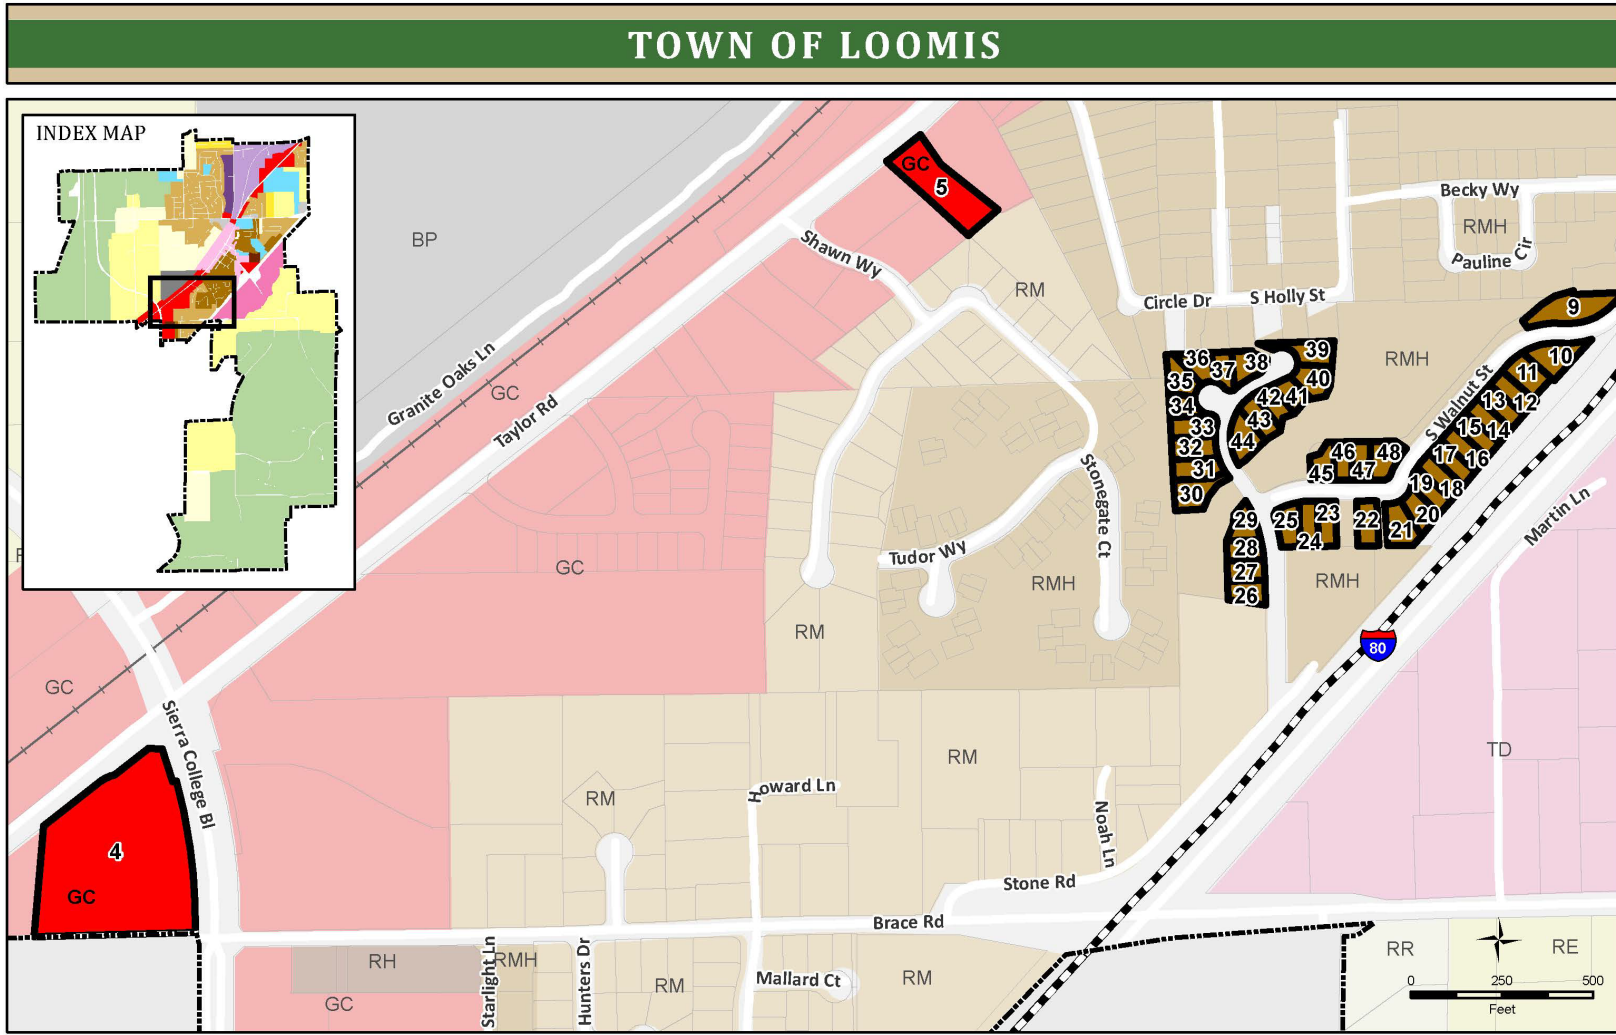 TOWN OF LOOMIS
INDEX MAP
BP
GC
5
Shawn Wy
RM
Circle Dr
S Holly St
Becky Wy
RMH
Pauline Cir
9
Granite Oaks Ln
GC
Taylor Rd
RMH
S Walnut St
10
11
12
13
14
15
16
17
18
19
20
21
22
23
24
25
26
27
28
29
30
31
32
33
34
35
36
37
38
39
40
41
42
43
44
45
46
47
48
Stonegate Ct
Tudor Wy
RMH
RMH
GC
RM
Martin Ln
80
TD
GC
Sierra College Bl
4
GC
RM
RM
Howard Ln
Noah Ln
Stone Rd
Brace Rd
RH
RMH
GC
Starlight Ln
Hunters Dr
RM
Mallard Ct
RM
RR
RE
0 250 500
Feet